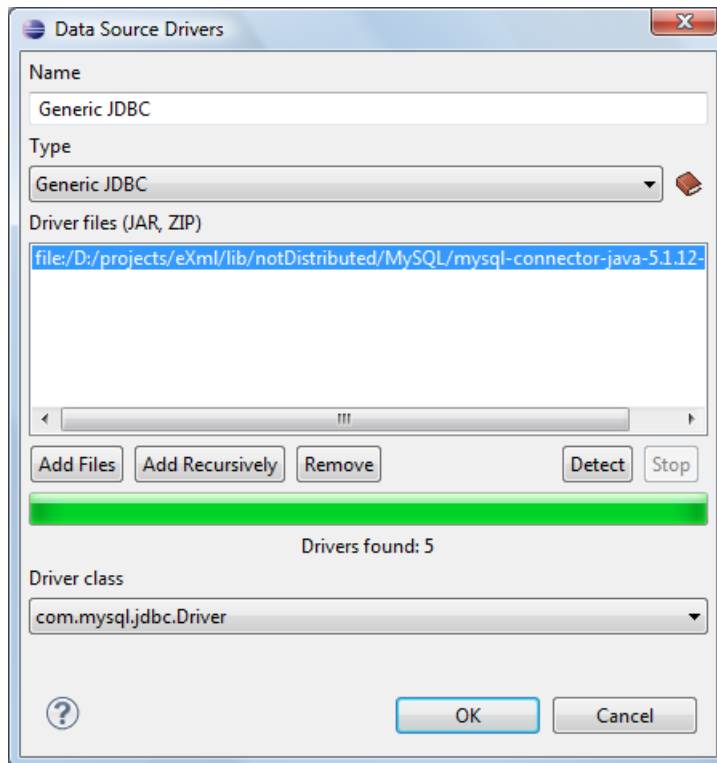 Data Source Drivers
Name
Generic JDBC
Type
Generic JDBC
Driver files (JAR, ZIP)
file:/D:/projects/eXml/lib/notDistributed/MySQL/mysql-connector-java-5.1.12-
Add Files Add Recursively Remove Detect Stop
Drivers found: 5
Driver class
com.mysql.jdbc.Driver
? OK Cancel